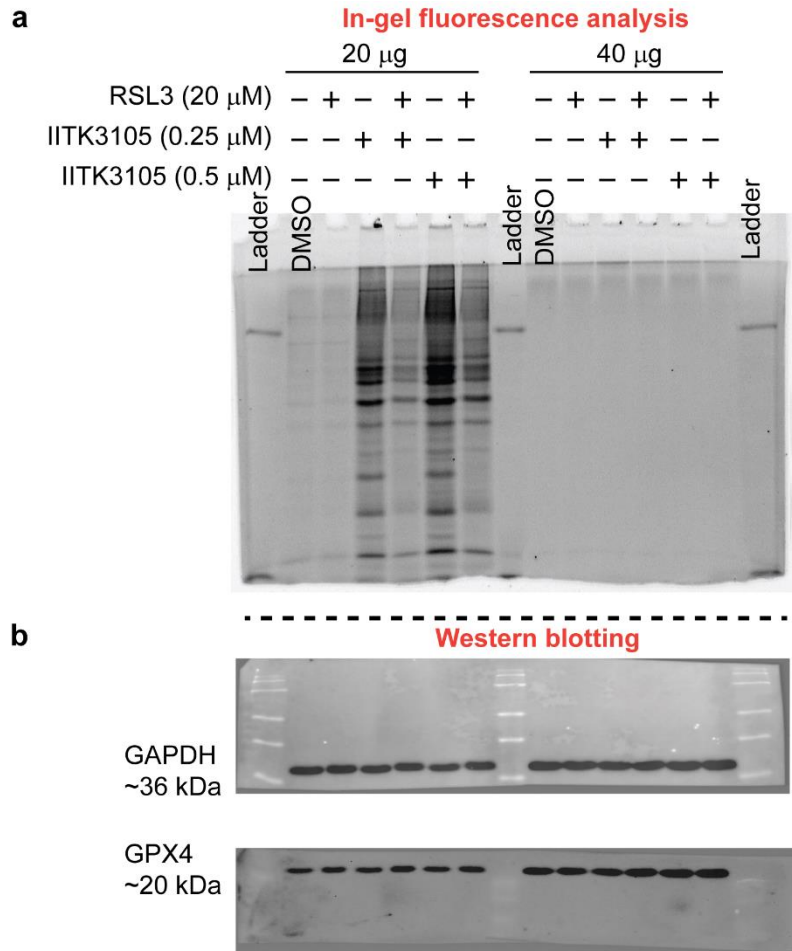 a
In-gel fluorescence analysis
20 μg 40 μg
RSL3 (20 μM) – + – + – + – + – + – +
IITK3105 (0.25 μM) – – + + – – – – + + – –
IITK3105 (0.5 μM) – – – – + + – – – – + +
Ladder DMSO Ladder DMSO Ladder
b
Western blotting
GAPDH
~36 kDa
GPX4
~20 kDa